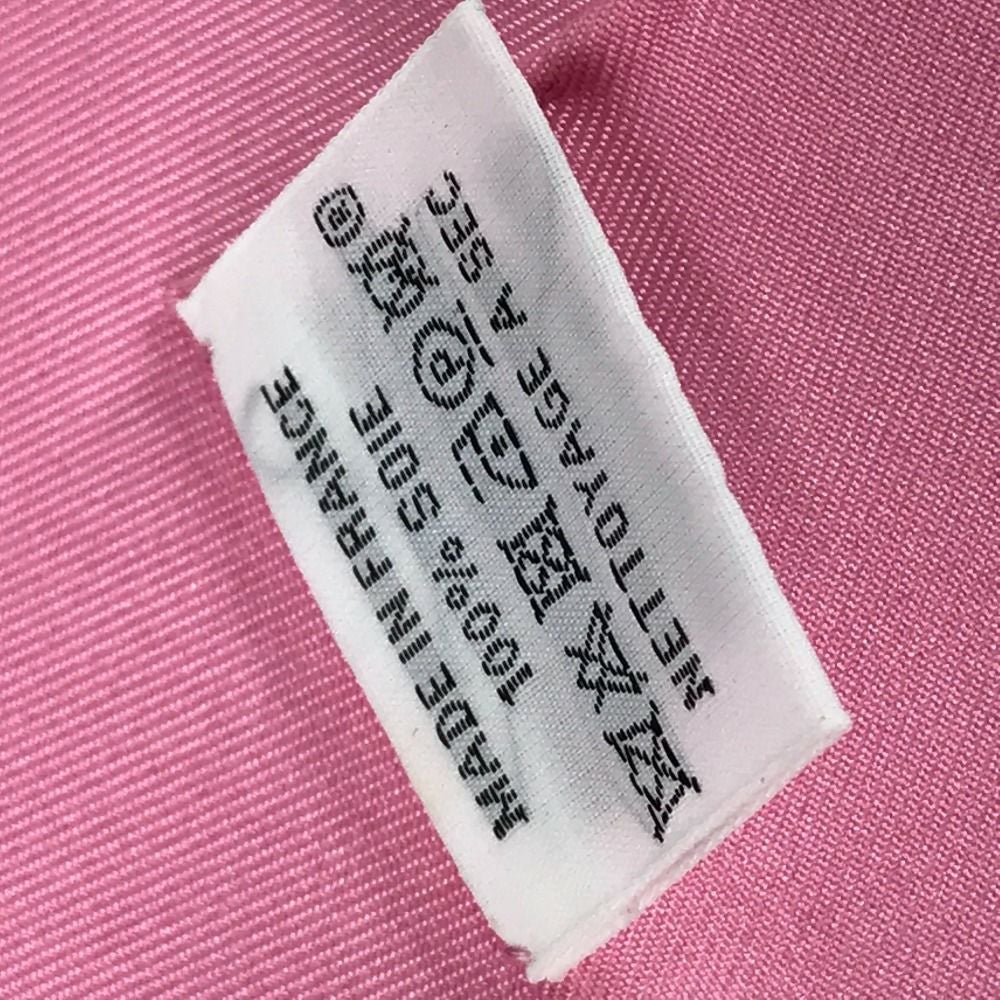 MADE IN FRANCE
100% SOIE ®
P
NETTOYAGE A SEC